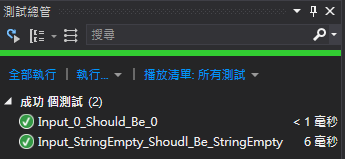 測試總管
搜尋
全部執行 | 執行... | 播放清單: 所有測試
成功 個測試 (2)
Input_0_Should_Be_0 < 1 毫秒
Input_StringEmpty_Shoudl_Be_StringEmpty 6 毫秒